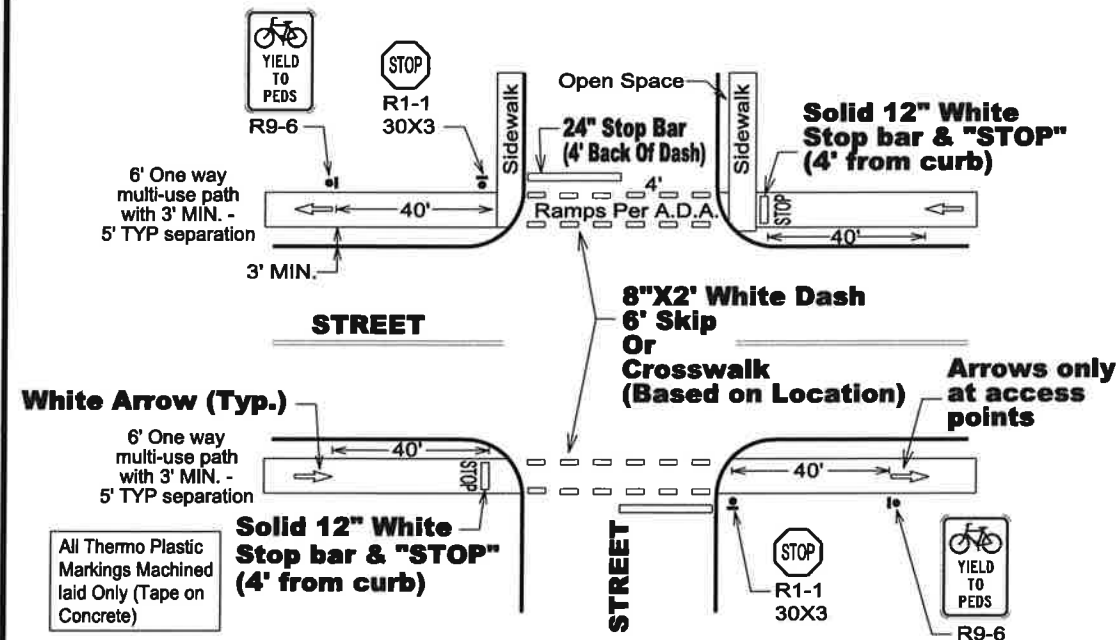 YIELD
TO
PEDS
R9-6
STOP
R1-1
30X3
Sidewalk
Open Space
24" Stop Bar
(4' Back Of Dash)
Sidewalk
Solid 12" White
Stop bar & "STOP"
(4' from curb)
6' One way
multi-use path
with 3' MIN. -
5' TYP separation
40'
4'
Ramps Per A.D.A.
STOP
40'
3' MIN.
STREET
8"X2' White Dash
6' Skip
Or
Crosswalk
(Based on Location)
Arrows only
at access
points
White Arrow (Typ.)
6' One way
multi-use path
with 3' MIN. -
5' TYP separation
40'
STOP
40'
Solid 12" White
Stop bar & "STOP"
(4' from curb)
STREET
All Thermo Plastic
Markings Machined
laid Only (Tape on
Concrete)
STOP
R1-1
30X3
YIELD
TO
PEDS
R9-6